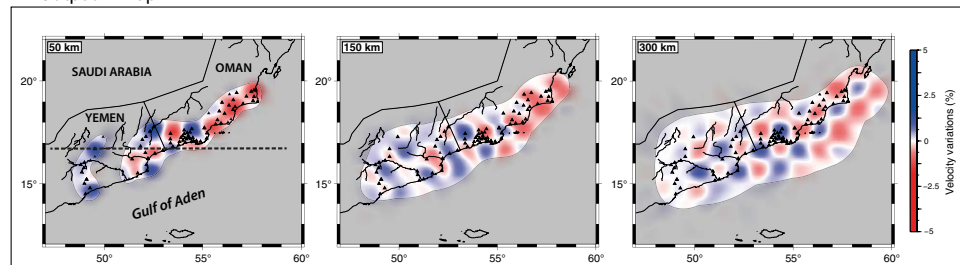 50 km
150 km
300 km
SAUDI ARABIA
OMAN
YEMEN
Gulf of Aden
20°
15°
50°
55°
60°
20°
15°
50°
55°
60°
20°
15°
50°
55°
60°
5
2.5
0
−2.5
−5
Velocity variations (%)